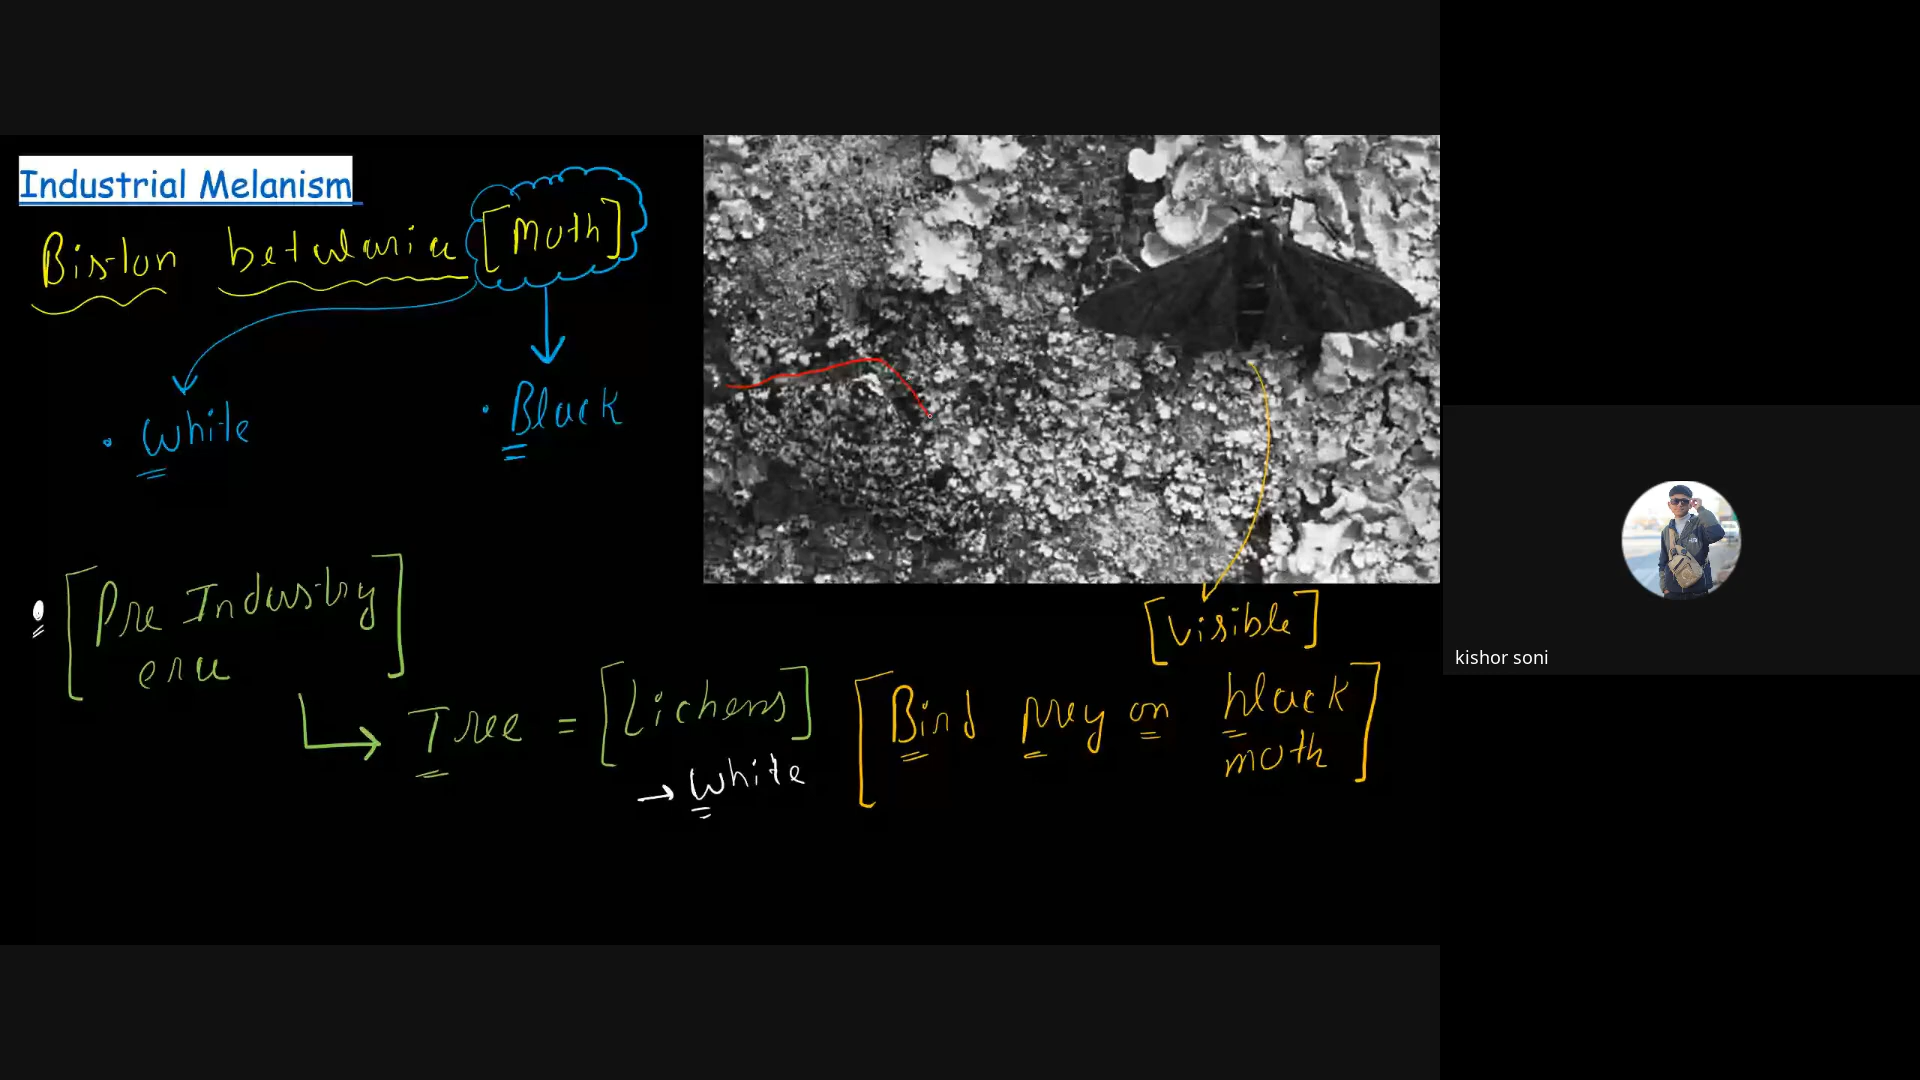 Industrial Melanism
Biston betularia [Moth]
• White
• Black
[Pre Industry
era]
[Visible]
Tree = [Lichens]
→ White
[Bird prey on black
moth]
kishor soni